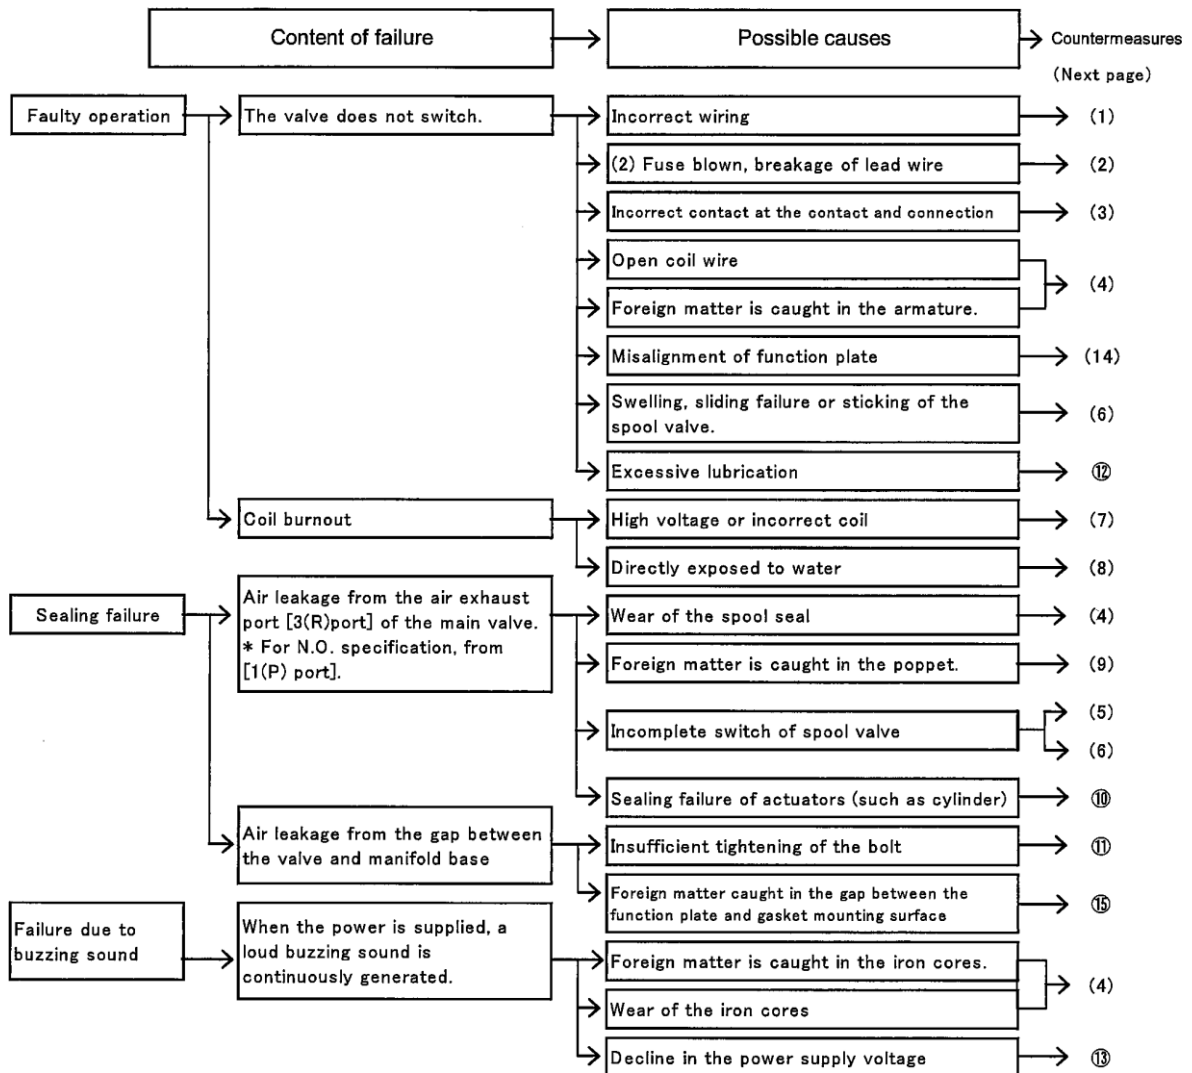 Content of failure
Possible causes
Countermeasures
(Next page)
Faulty operation
The valve does not switch.
Incorrect wiring
(1)
(2) Fuse blown, breakage of lead wire
(2)
Incorrect contact at the contact and connection
(3)
Open coil wire
Foreign matter is caught in the armature.
(4)
Misalignment of function plate
(14)
Swelling, sliding failure or sticking of the
spool valve.
(6)
Excessive lubrication
⑫
Coil burnout
High voltage or incorrect coil
(7)
Directly exposed to water
(8)
Sealing failure
Air leakage from the air exhaust
port [3(R)port] of the main valve.
* For N.O. specification, from
[1(P) port].
Wear of the spool seal
(4)
Foreign matter is caught in the poppet.
(9)
Incomplete switch of spool valve
(5)
(6)
Sealing failure of actuators (such as cylinder)
⑩
Air leakage from the gap between
the valve and manifold base
Insufficient tightening of the bolt
⑪
Foreign matter caught in the gap between the
function plate and gasket mounting surface
⑮
Failure due to
buzzing sound
When the power is supplied, a
loud buzzing sound is
continuously generated.
Foreign matter is caught in the iron cores.
Wear of the iron cores
(4)
Decline in the power supply voltage
⑬